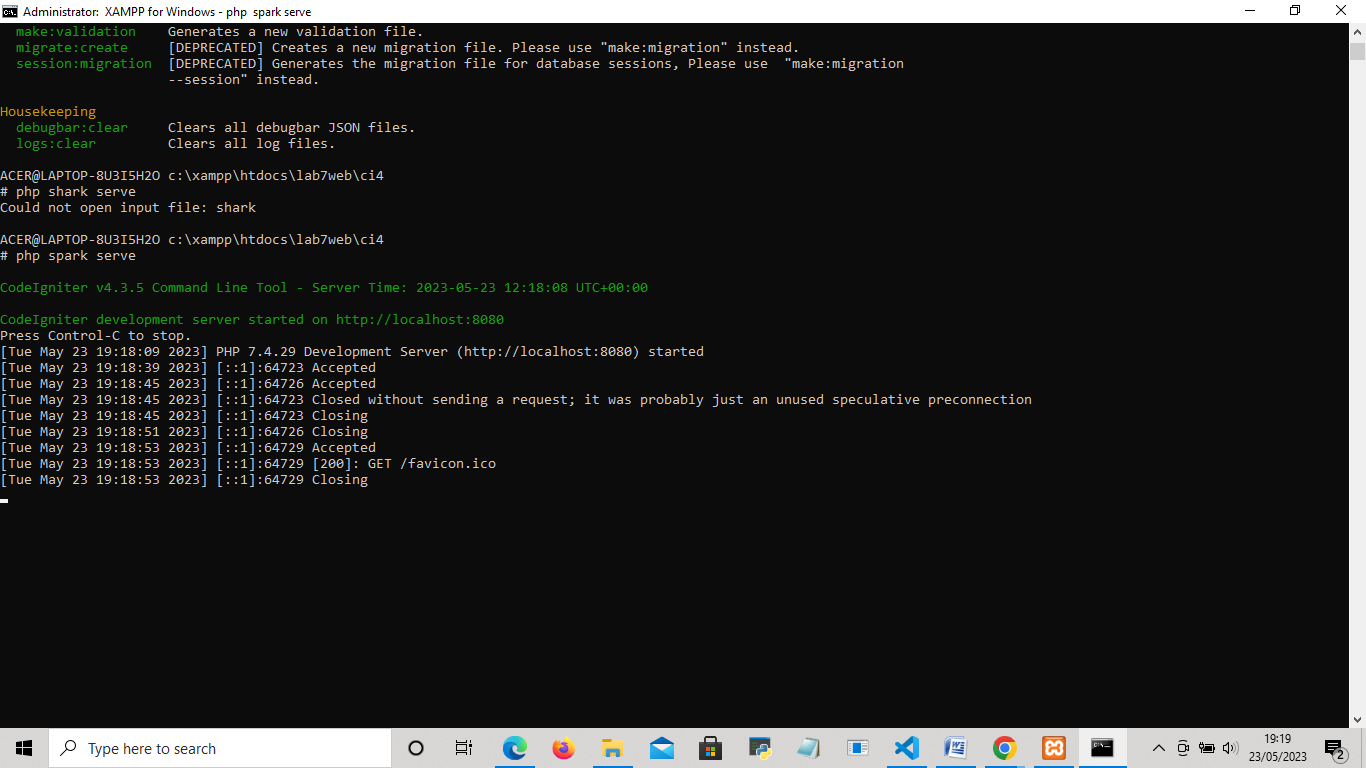 Administrator: XAMPP for Windows - php spark serve
make:validation Generates a new validation file.
migrate:create [DEPRECATED] Creates a new migration file. Please use "make:migration" instead.
session:migration [DEPRECATED] Generates the migration file for database sessions, Please use "make:migration
--session" instead.
Housekeeping
debugbar:clear Clears all debugbar JSON files.
logs:clear Clears all log files.
ACER@LAPTOP-8U3I5H2O c:\xampp\htdocs\lab7web\ci4
# php shark serve
Could not open input file: shark
ACER@LAPTOP-8U3I5H2O c:\xampp\htdocs\lab7web\ci4
# php spark serve
CodeIgniter v4.3.5 Command Line Tool - Server Time: 2023-05-23 12:18:08 UTC+00:00
CodeIgniter development server started on http://localhost:8080
Press Control-C to stop.
[Tue May 23 19:18:09 2023] PHP 7.4.29 Development Server (http://localhost:8080) started
[Tue May 23 19:18:39 2023] [::1]:64723 Accepted
[Tue May 23 19:18:45 2023] [::1]:64726 Accepted
[Tue May 23 19:18:45 2023] [::1]:64723 Closed without sending a request; it was probably just an unused speculative preconnection
[Tue May 23 19:18:45 2023] [::1]:64723 Closing
[Tue May 23 19:18:51 2023] [::1]:64726 Closing
[Tue May 23 19:18:53 2023] [::1]:64729 Accepted
[Tue May 23 19:18:53 2023] [::1]:64729 [200]: GET /favicon.ico
[Tue May 23 19:18:53 2023] [::1]:64729 Closing
Type here to search
19:19
23/05/2023
2